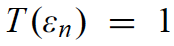 T(εₙ) = 1